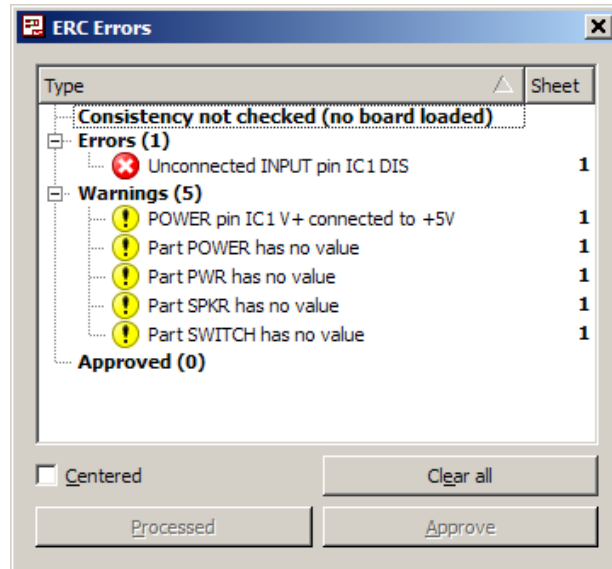 ERC Errors
Type Sheet
Consistency not checked (no board loaded)
Errors (1)
Unconnected INPUT pin IC1 DIS 1
Warnings (5)
POWER pin IC1 V+ connected to +5V 1
Part POWER has no value 1
Part PWR has no value 1
Part SPKR has no value 1
Part SWITCH has no value 1
Approved (0)
Centered Clear all
Processed Approve